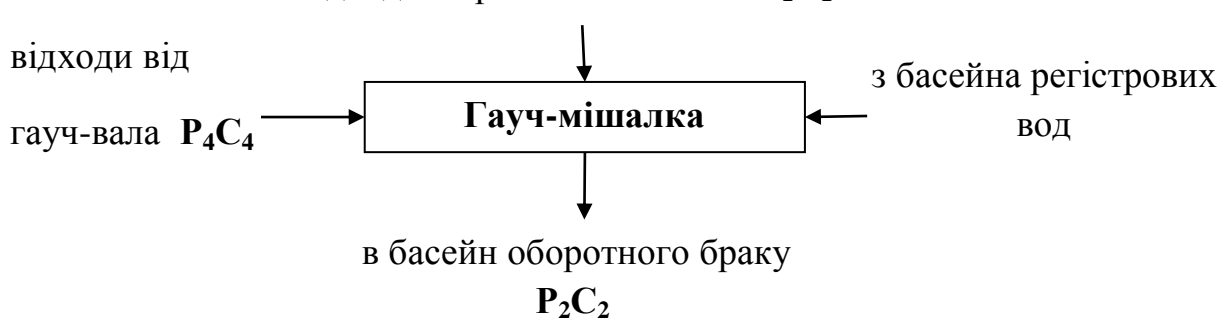 відходи від
гауч-вала P₄C₄
Гауч-мішалка
з басейна регістрових
вод
в басейн оборотного браку
P₂C₂